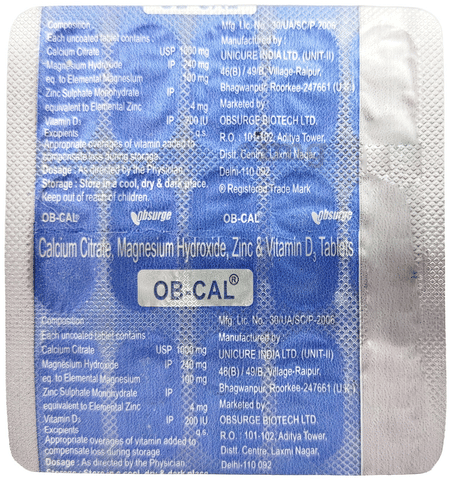 OB-CAL®
Composition
Each uncoated tablet contains :
Calcium Citrate USP 1000 mg
Magnesium Hydroxide IP 240 mg
eq. to Elemental Magnesium 100 mg
Zinc Sulphate Monohydrate IP
equivalent to Elemental Zinc 4 mg
Vitamin D3 IP 200 IU
Excipients q.s.
Appropriate overages of vitamin added to
compensate loss during storage.
Dosage : As directed by the Physician.
Storage : Store in a cool, dry & dark place.
Keep out of reach of children.
Mfg. Lic. No. 30/UA/SC/P-2006
Manufactured by :
UNICURE INDIA LTD. (UNIT-II)
46(B) / 49/B, Village-Raipur,
Bhagwanpur, Roorkee-247661 (U.K.)
Marketed by :
OBSURGE BIOTECH LTD.
R.O. : 101-102, Aditya Tower,
Distt. Centre, Laxmi Nagar,
Delhi-110 092
® Registered Trade Mark
OB-CAL® obsurge OB-CAL® obsurge
Calcium Citrate, Magnesium Hydroxide, Zinc & Vitamin D3 Tablets
OB-CAL®
Composition
Each uncoated tablet contains
Calcium Citrate USP 1000 mg
Magnesium Hydroxide IP 240 mg
eq. to Elemental Magnesium 100 mg
Zinc Sulphate Monohydrate IP
equivalent to Elemental Zinc 4 mg
Vitamin D3 IP 200 IU
Excipients q.s.
Appropriate overages of vitamin added to
compensate loss during storage
Dosage : As directed by the Physician.
Storage : Store in a cool, dry & dark place
Mfg. Lic. No. 30/UA/SC/P-2006
Manufactured by :
UNICURE INDIA LTD. (UNIT-II)
46(B) / 49/B, Village-Raipur,
Bhagwanpur, Roorkee-247661 (U.K.)
Marketed by :
OBSURGE BIOTECH LTD.
R.O. : 101-102, Aditya Tower,
Distt. Centre, Laxmi Nagar,
Delhi-110 092